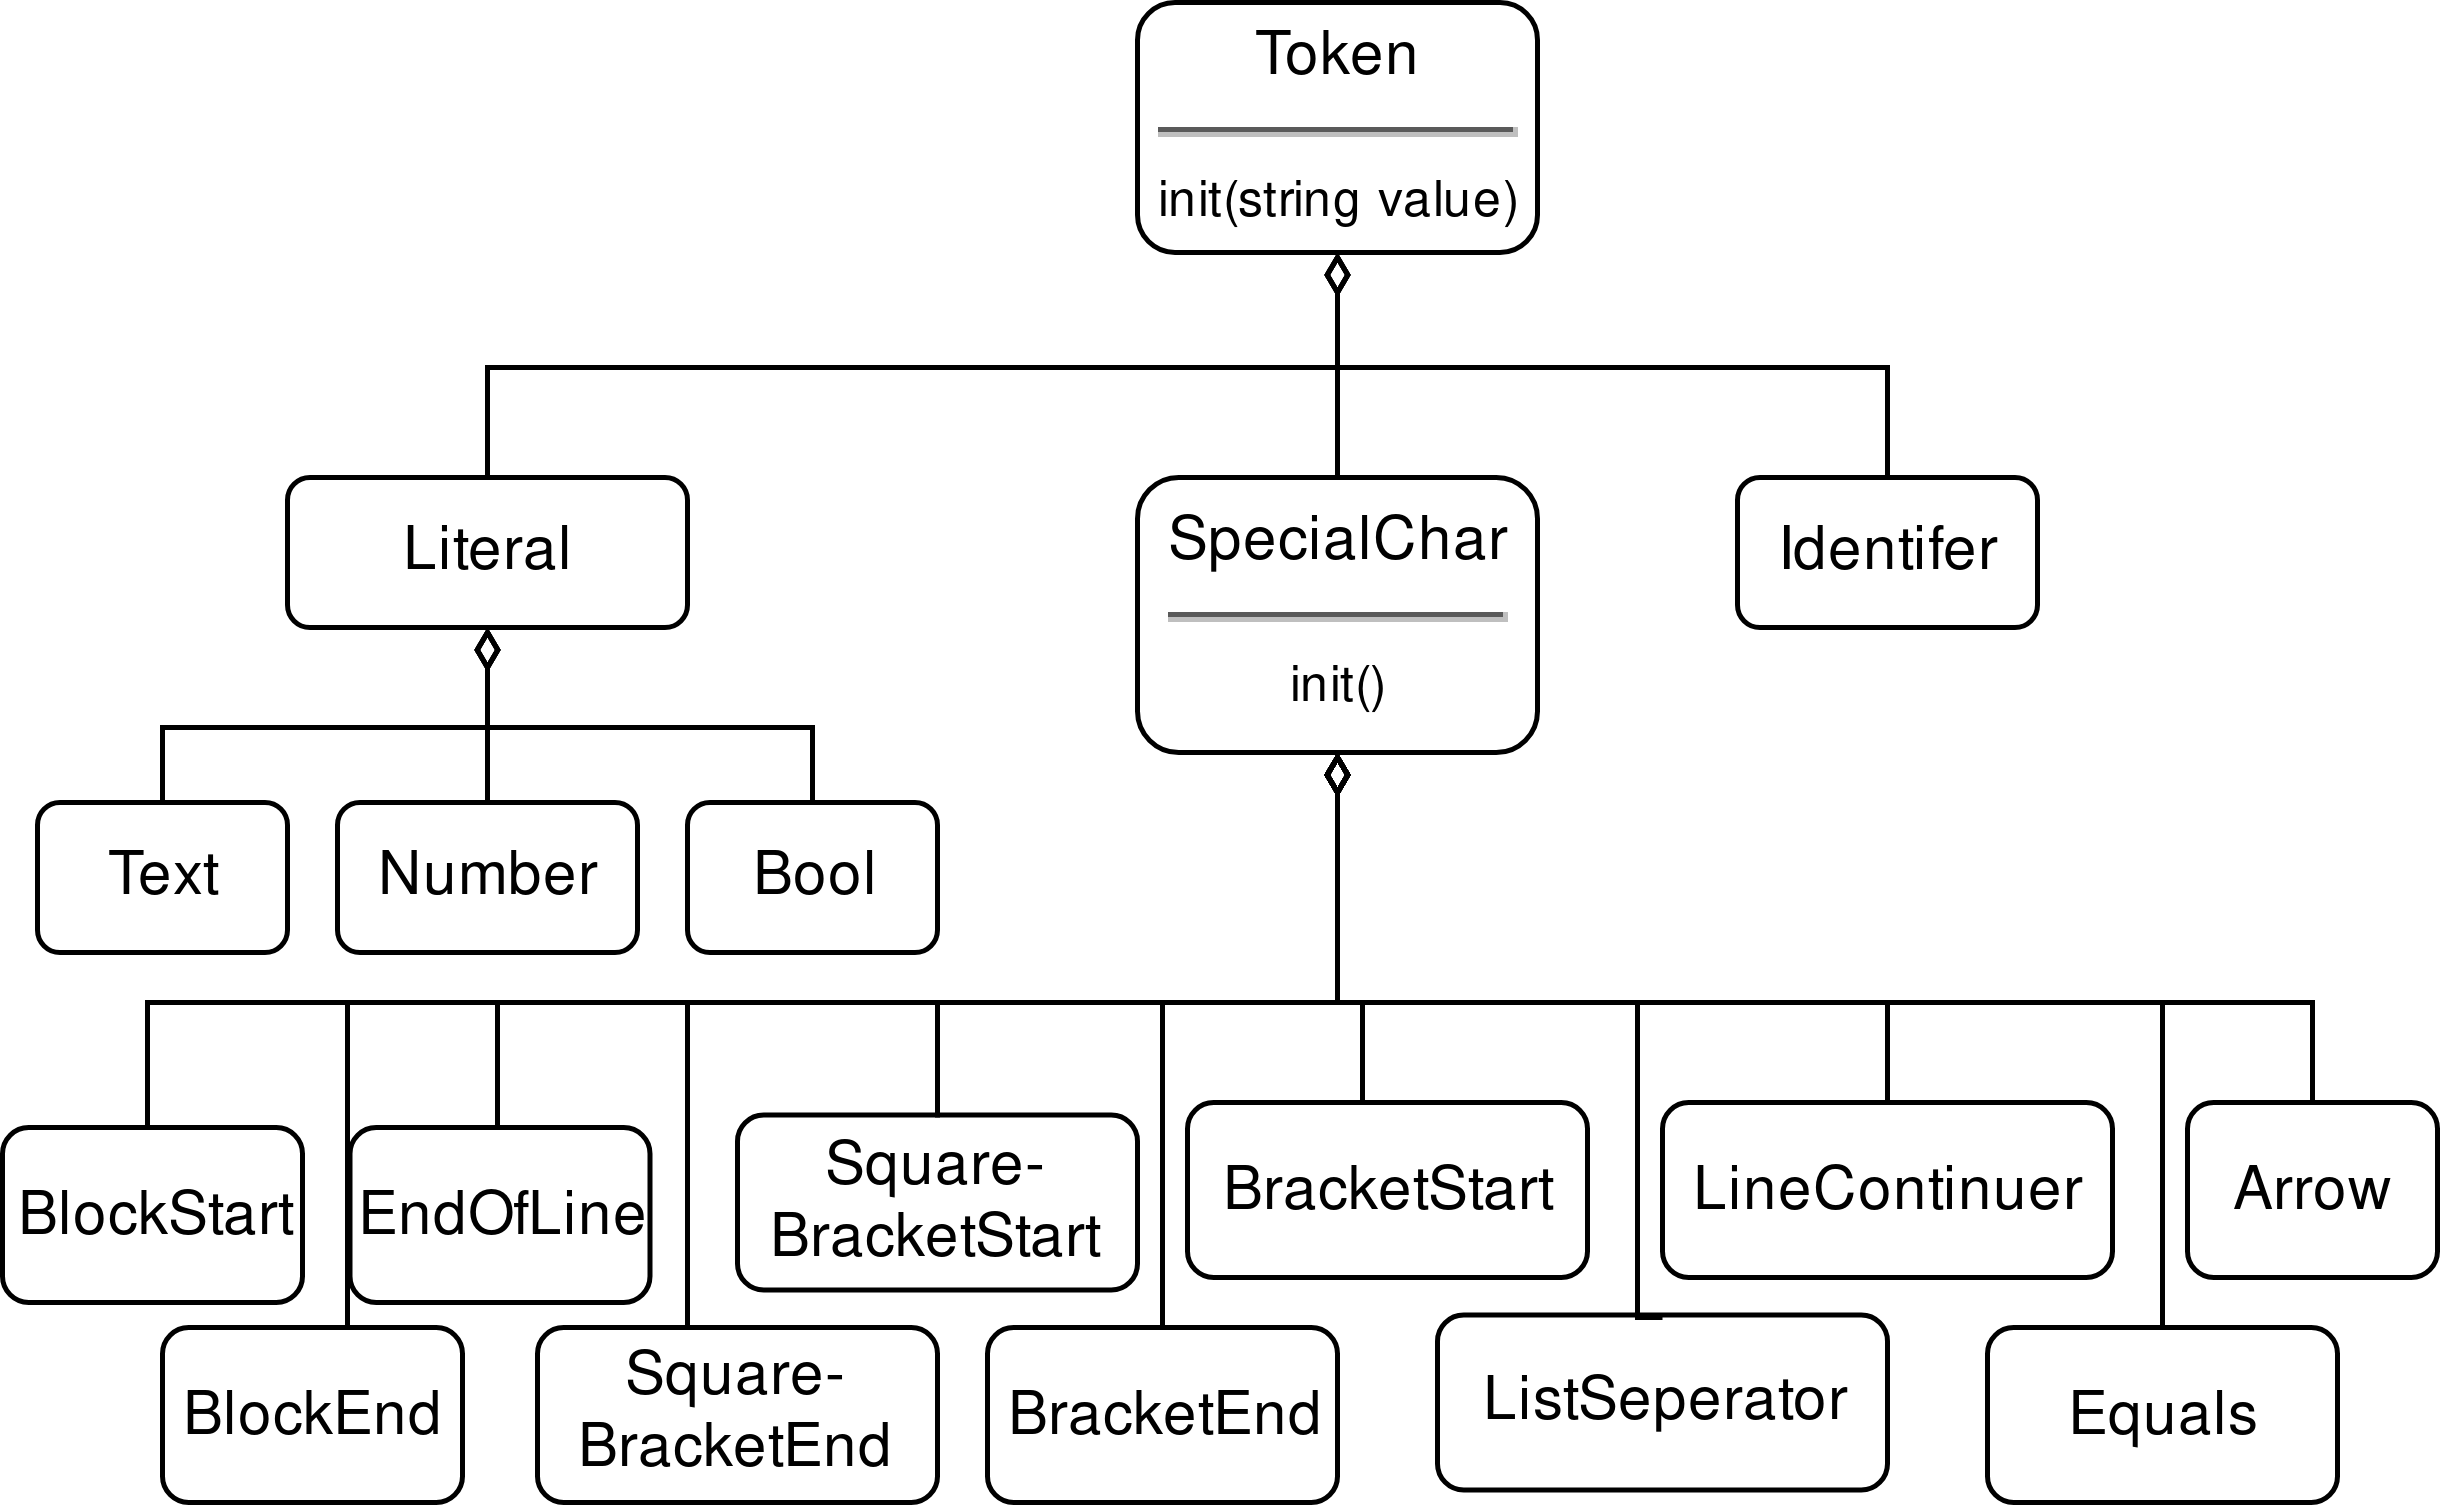 Token
init(string value)
Literal
SpecialChar
init()
Identifer
Text
Number
Bool
BlockStart
EndOfLine
Square-
BracketStart
BracketStart
LineContinuer
Arrow
BlockEnd
Square-
BracketEnd
BracketEnd
ListSeperator
Equals